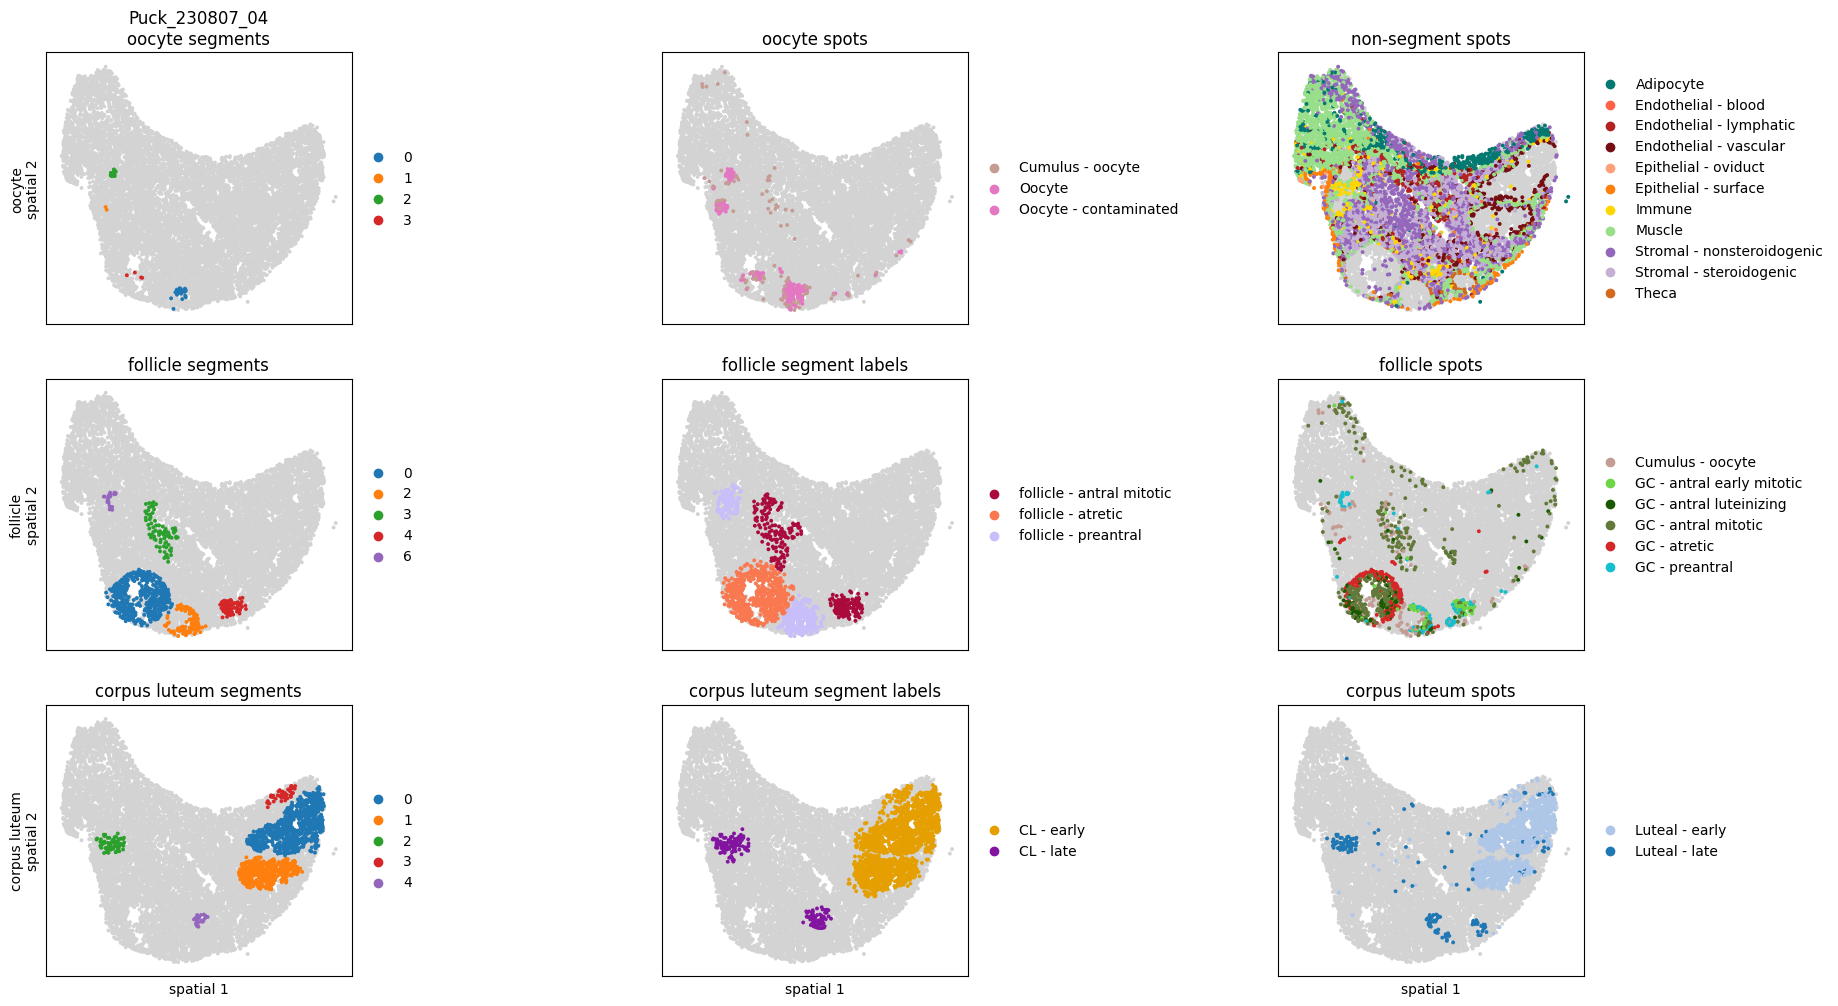 Puck_230807_04
oocyte segments
oocyte
spatial 2
0
1
2
3
oocyte spots
Cumulus - oocyte
Oocyte
Oocyte - contaminated
non-segment spots
Adipocyte
Endothelial - blood
Endothelial - lymphatic
Endothelial - vascular
Epithelial - oviduct
Epithelial - surface
Immune
Muscle
Stromal - nonsteroidogenic
Stromal - steroidogenic
Theca
follicle segments
follicle
spatial 2
0
2
3
4
6
follicle segment labels
follicle - antral mitotic
follicle - atretic
follicle - preantral
follicle spots
Cumulus - oocyte
GC - antral early mitotic
GC - antral luteinizing
GC - antral mitotic
GC - atretic
GC - preantral
corpus luteum segments
corpus luteum
spatial 2
0
1
2
3
4
spatial 1
corpus luteum segment labels
CL - early
CL - late
spatial 1
corpus luteum spots
Luteal - early
Luteal - late
spatial 1